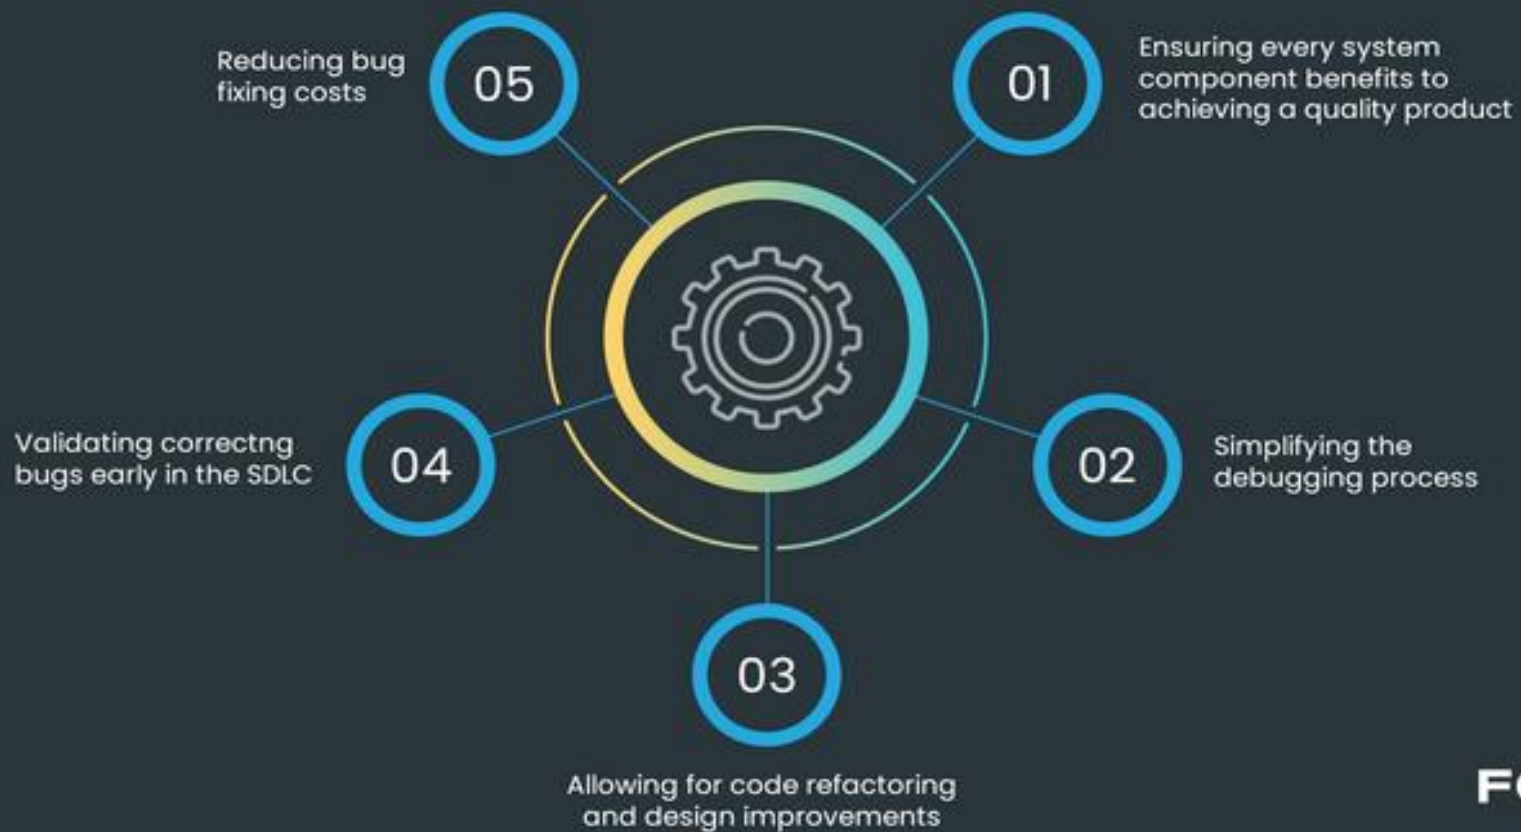 01
Ensuring every system
component benefits to
achieving a quality product
02
Simplifying the
debugging process
03
Allowing for code refactoring
and design improvements
04
Validating correctng
bugs early in the SDLC
05
Reducing bug
fixing costs